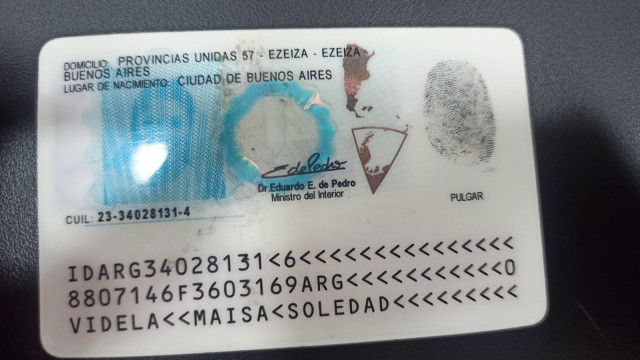 DOMICILIO: PROVINCIAS UNIDAS 57 - EZEIZA - EZEIZA -
BUENOS AIRES
LUGAR DE NACIMIENTO: CIUDAD DE BUENOS AIRES
Dr. Eduardo E. de Pedro
Ministro del Interior
PULGAR
CUIL: 23-34028131-4
IDARG34028131<6<<<<<<<<<<<<<<<
8807146F3603169ARG<<<<<<<<<<<0
VIDELA<<MAISA<SOLEDAD<<<<<<<<<